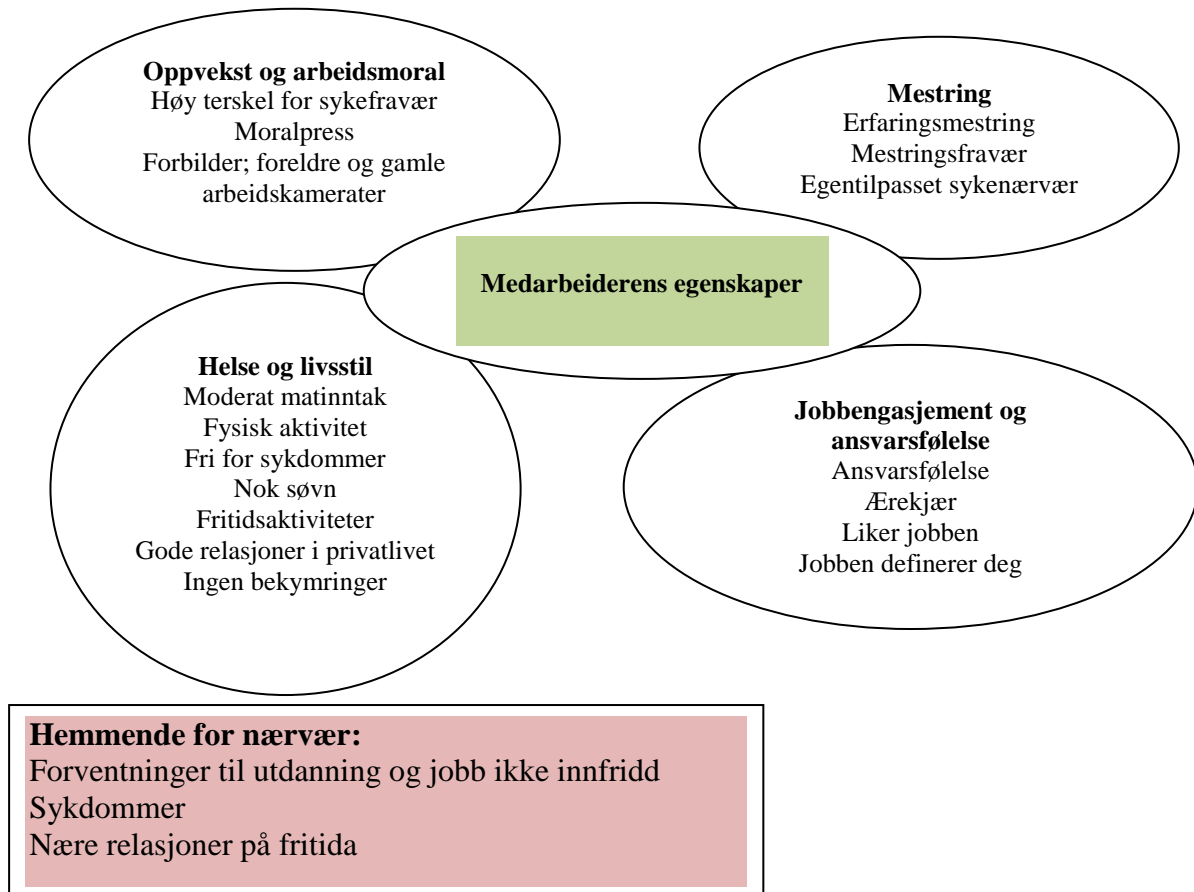 Oppvekst og arbeidsmoral
Høy terskel for sykefravær
Moralpress
Forbilder; foreldre og gamle
arbeidskamerater
Mestring
Erfaringsmestring
Mestringsfravær
Egentilpasset sykenærvær
Medarbeiderens egenskaper
Helse og livsstil
Moderat matinntak
Fysisk aktivitet
Fri for sykdommer
Nok søvn
Fritidsaktiviteter
Gode relasjoner i privatlivet
Ingen bekymringer
Jobbengasjement og
ansvarsfølelse
Ansvarsfølelse
Ærekjær
Liker jobben
Jobben definerer deg
Hemmende for nærvær:
Forventninger til utdanning og jobb ikke innfridd
Sykdommer
Nære relasjoner på fritida